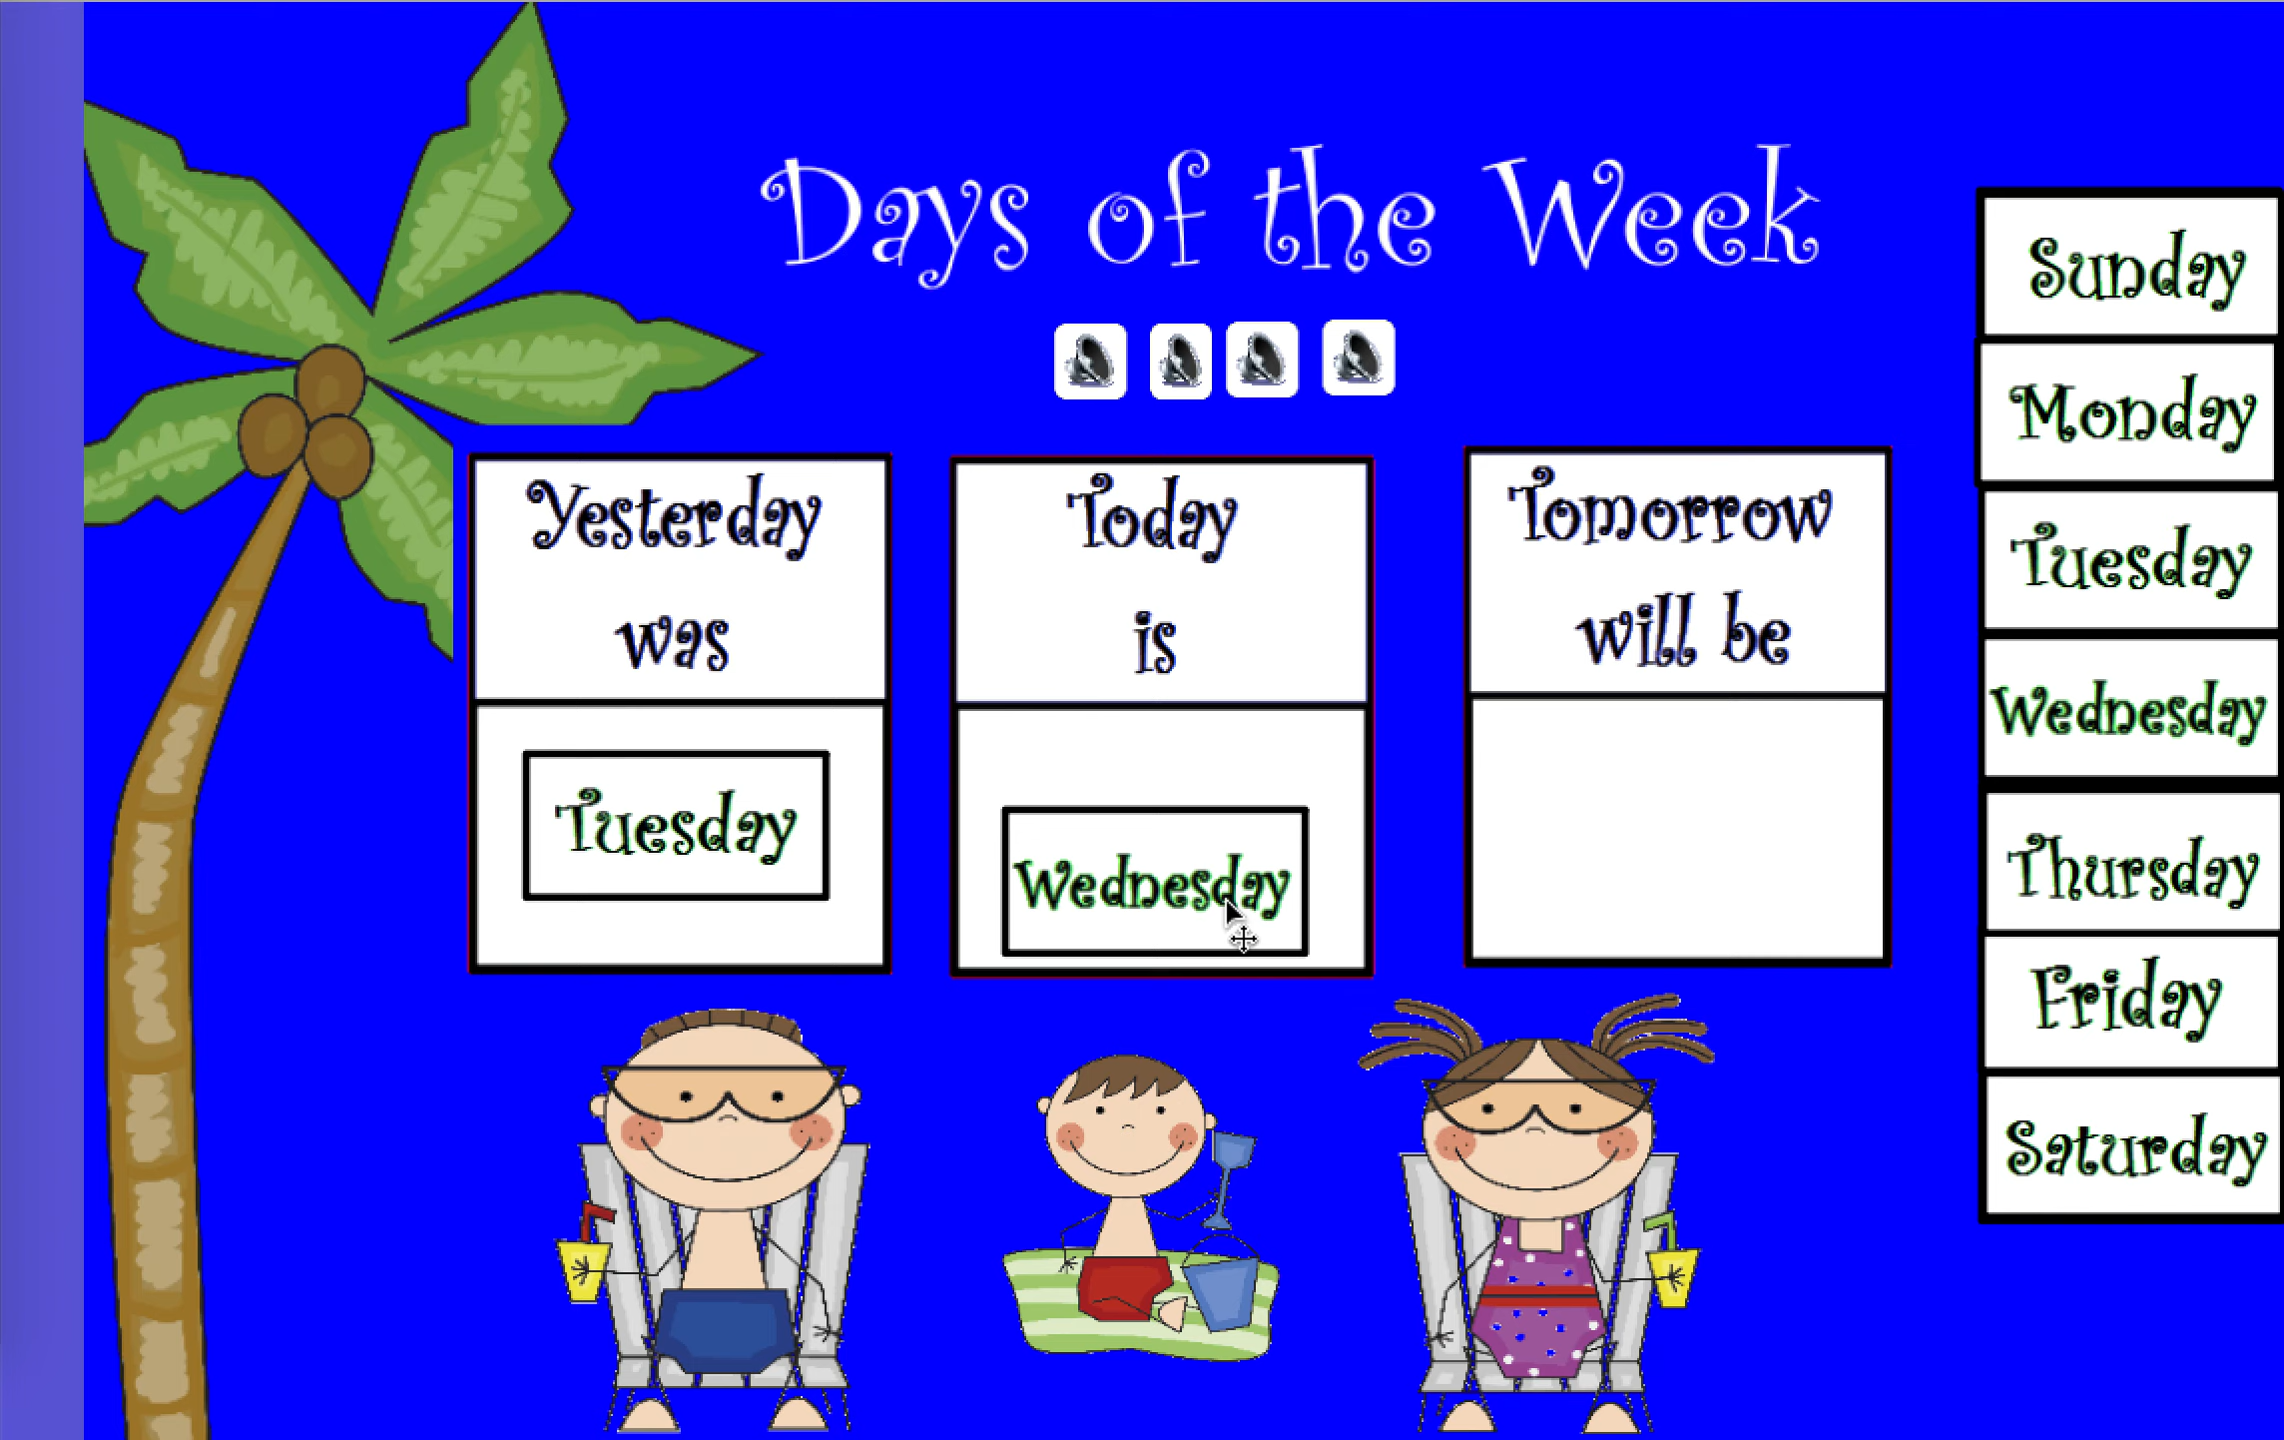 Days of the Week
Yesterday
was
Tuesday
Today
is
Wednesday
Tomorrow
will be
Sunday
Monday
Tuesday
Wednesday
Thursday
Friday
Saturday